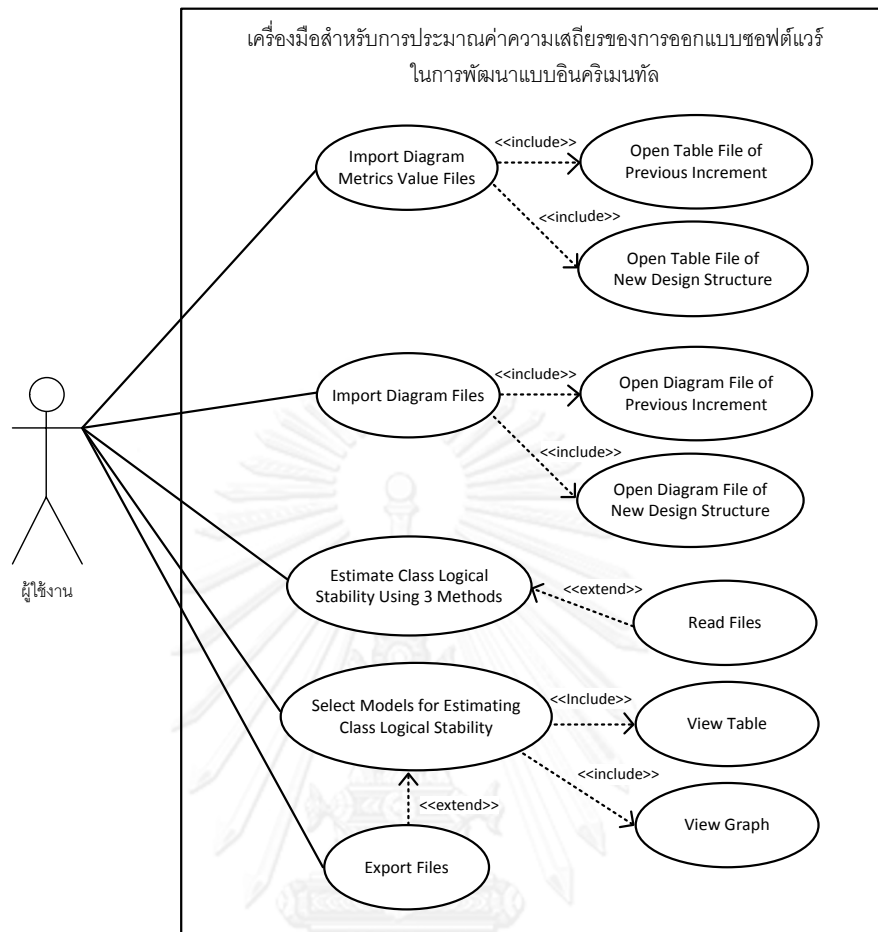 เครื่องมือสำหรับการประมาณค่าความเสถียรของการออกแบบซอฟต์แวร์
ในการพัฒนาแบบอินคริเมนทัล
Import Diagram
Metrics Value Files
<<include>>
Open Table File of
Previous Increment
<<include>>
Open Table File of
New Design Structure
Import Diagram Files
<<include>>
Open Diagram File of
Previous Increment
<<include>>
Open Diagram File of
New Design Structure
ผู้ใช้งาน
Estimate Class Logical
Stability Using 3 Methods
<<extend>>
Read Files
Select Models for Estimating
Class Logical Stability
<<Include>>
View Table
<<include>>
View Graph
<<extend>>
Export Files